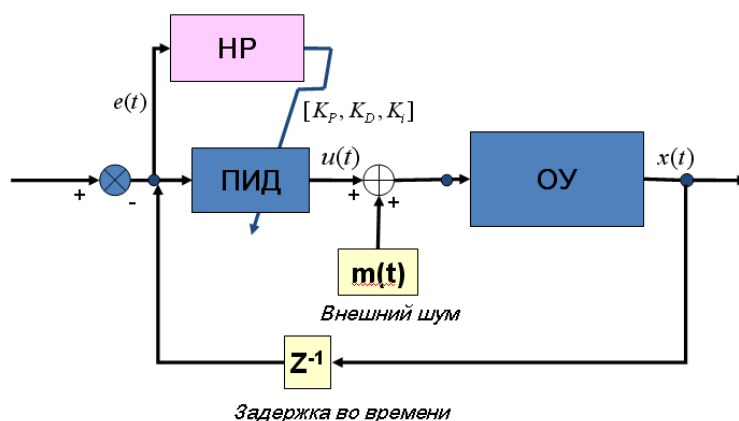 НР
e(t)
[K_P, K_D, K_i]
+
-
ПИД
u(t)
+
+
ОУ
x(t)
m(t)
Внешний шум
Z⁻¹
Задержка во времени